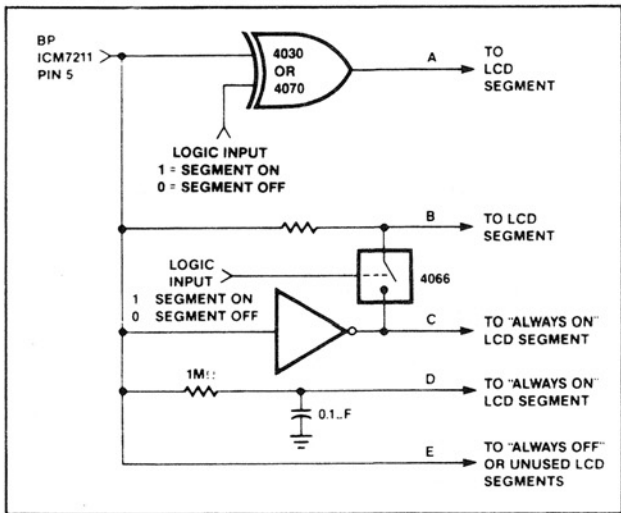 BP
ICM7211
PIN 5
4030
OR
4070
A
TO
LCD
SEGMENT
LOGIC INPUT
1 = SEGMENT ON
0 = SEGMENT OFF
B
TO LCD
SEGMENT
LOGIC
INPUT
4066
1 SEGMENT ON
0 SEGMENT OFF
C
TO "ALWAYS ON"
LCD SEGMENT
1MΩ
D
TO "ALWAYS ON"
LCD SEGMENT
E
TO "ALWAYS OFF"
OR UNUSED LCD
SEGMENTS